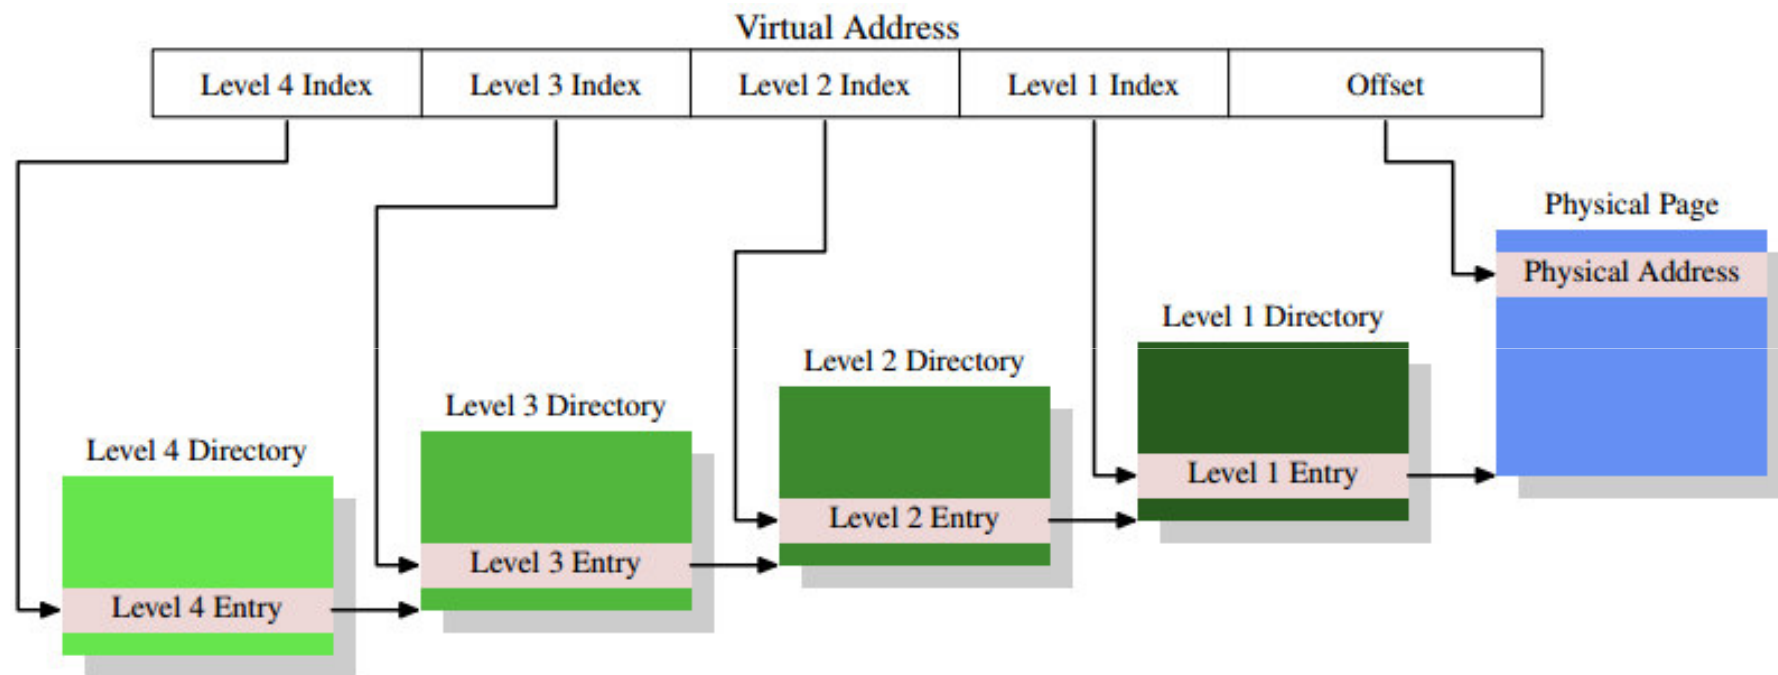 Virtual Address
Level 4 Index
Level 3 Index
Level 2 Index
Level 1 Index
Offset
Physical Page
Physical Address
Level 1 Directory
Level 1 Entry
Level 2 Directory
Level 2 Entry
Level 3 Directory
Level 3 Entry
Level 4 Directory
Level 4 Entry